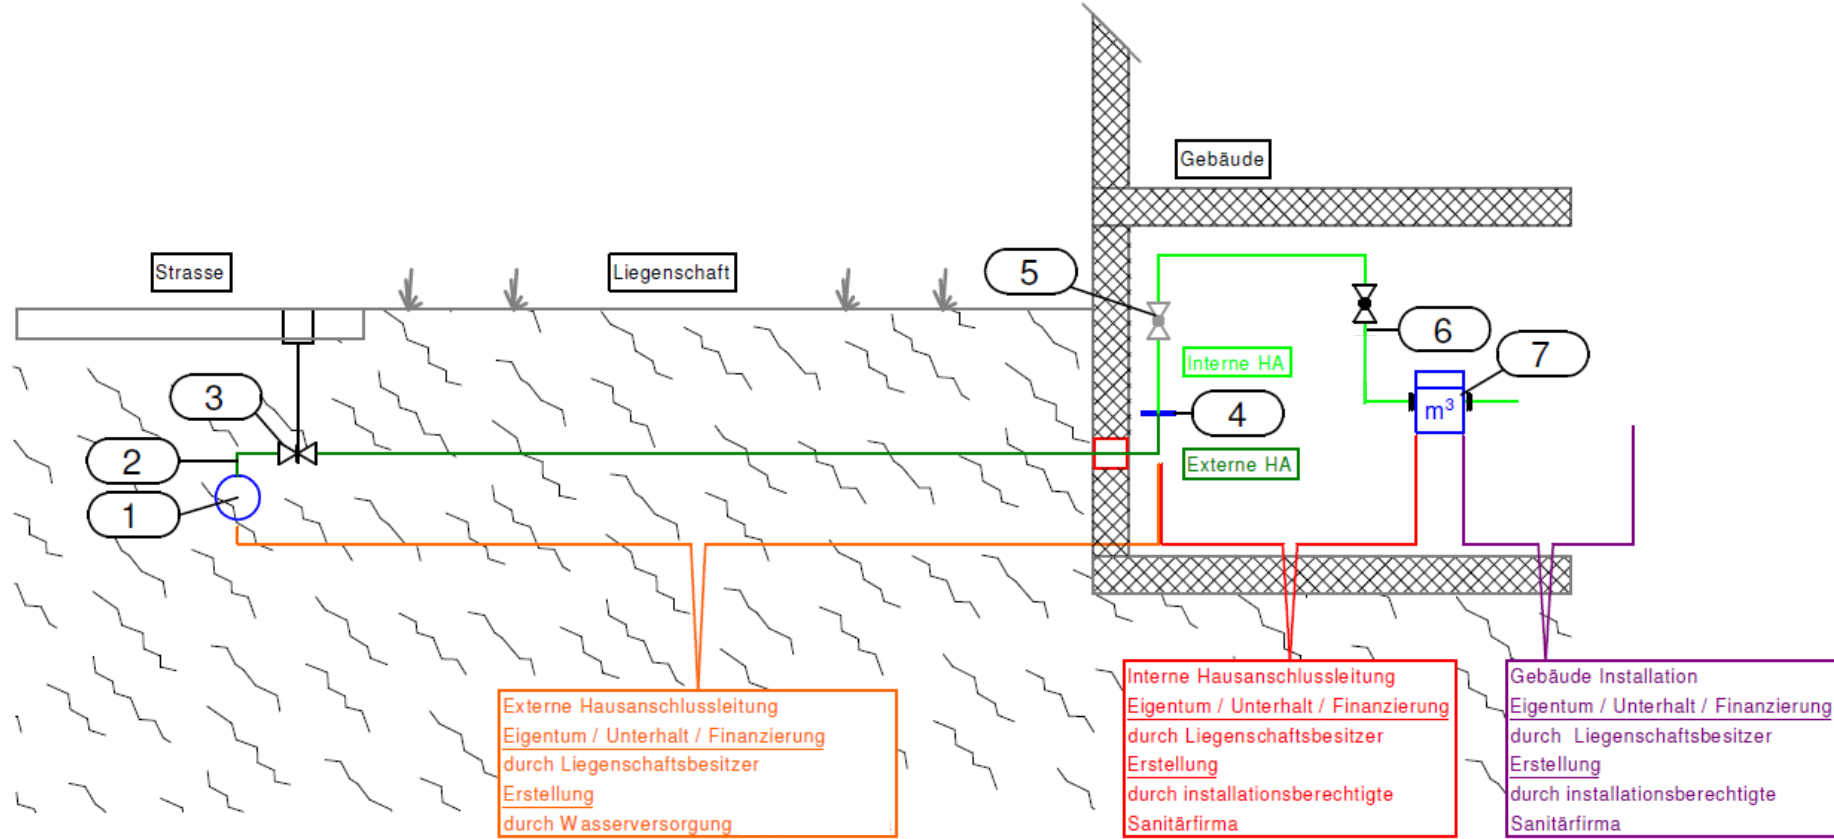 Gebäude
Strasse
Liegenschaft
5
6
7
3
Interne HA
m³
4
2
Externe HA
1
Externe Hausanschlussleitung
Eigentum / Unterhalt / Finanzierung
durch Liegenschaftsbesitzer
Erstellung
durch Wasserversorgung
Interne Hausanschlussleitung
Eigentum / Unterhalt / Finanzierung
durch Liegenschaftsbesitzer
Erstellung
durch installationsberechtigte
Sanitärfirma
Gebäude Installation
Eigentum / Unterhalt / Finanzierung
durch Liegenschaftsbesitzer
Erstellung
durch installationsberechtigte
Sanitärfirma